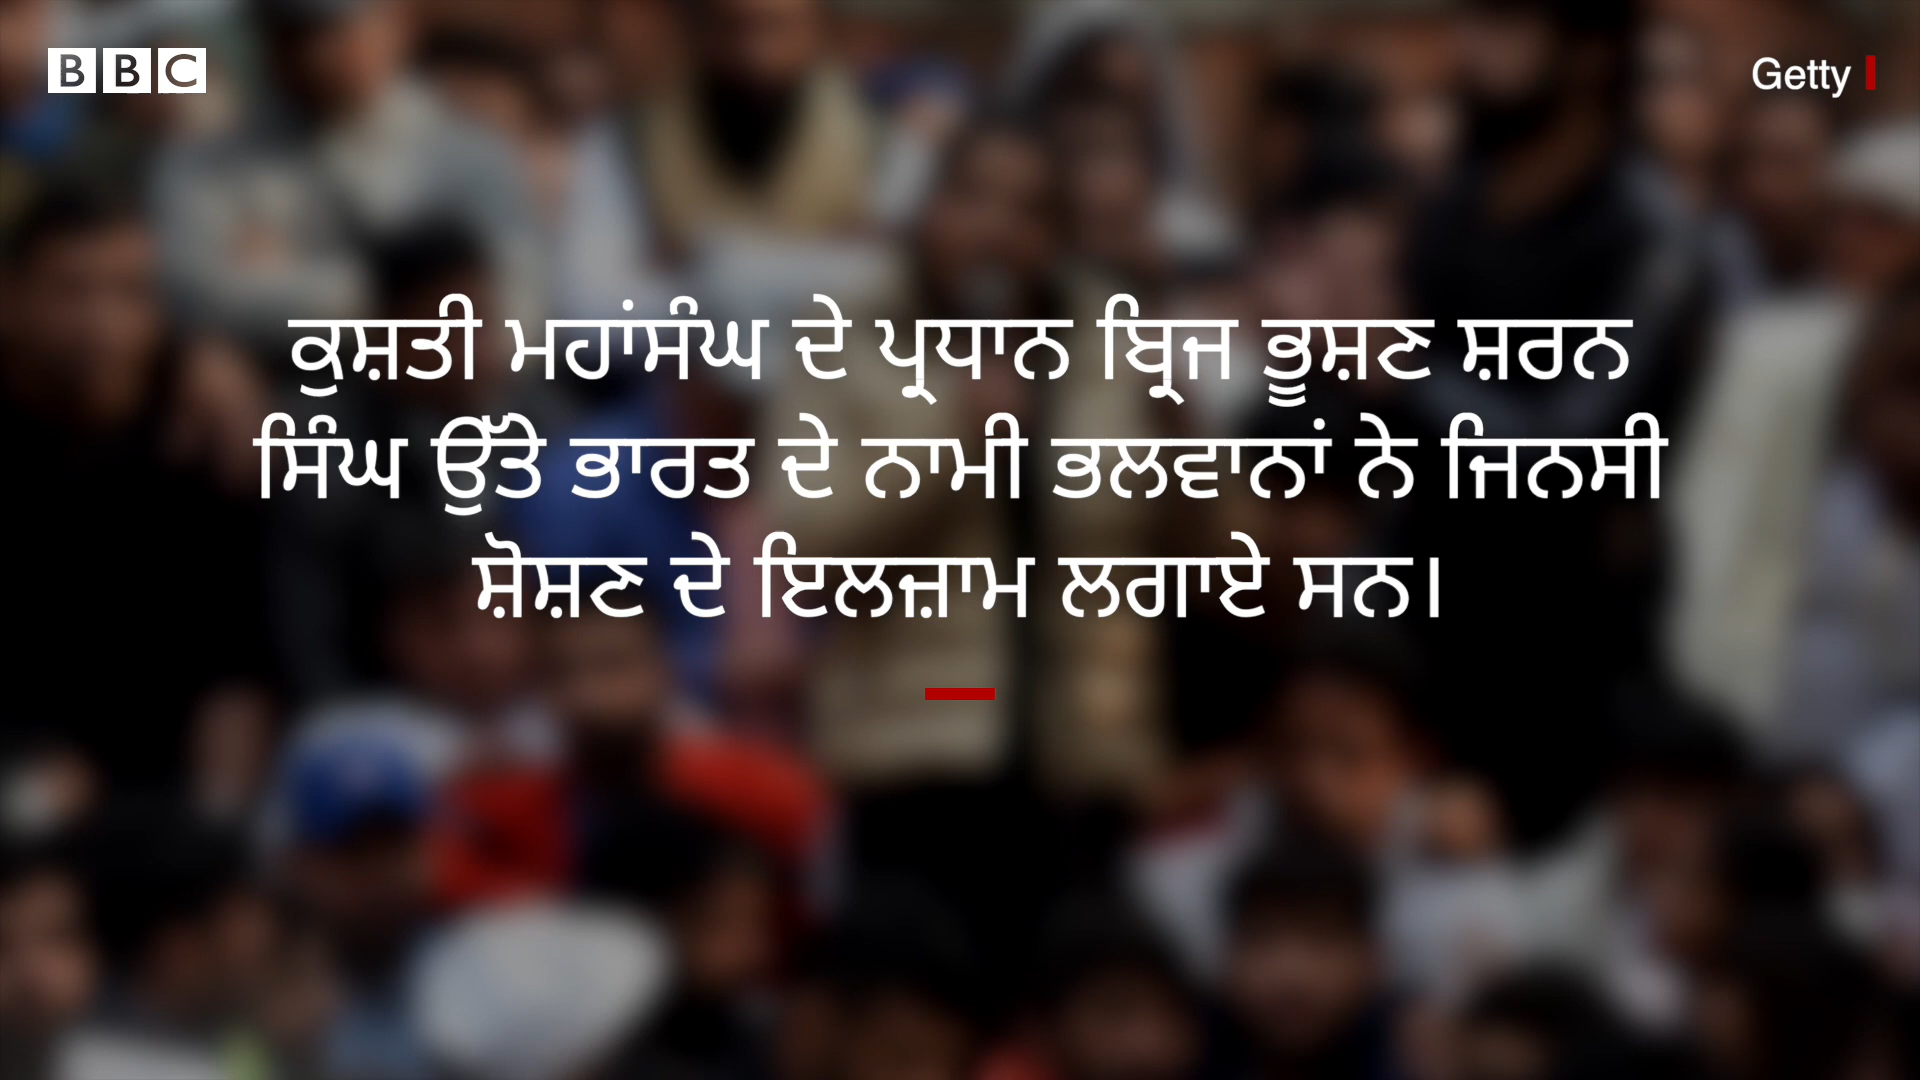 BBC
Getty
ਕੁਸ਼ਤੀ ਮਹਾਂਸੰਘ ਦੇ ਪ੍ਰਧਾਨ ਬ੍ਰਿਜ ਭੂਸ਼ਣ ਸ਼ਰਨ
ਸਿੰਘ ਉੱਤੇ ਭਾਰਤ ਦੇ ਨਾਮੀ ਭਲਵਾਨਾਂ ਨੇ ਜਿਨਸੀ
ਸ਼ੋਸ਼ਣ ਦੇ ਇਲਜ਼ਾਮ ਲਗਾਏ ਸਨ।